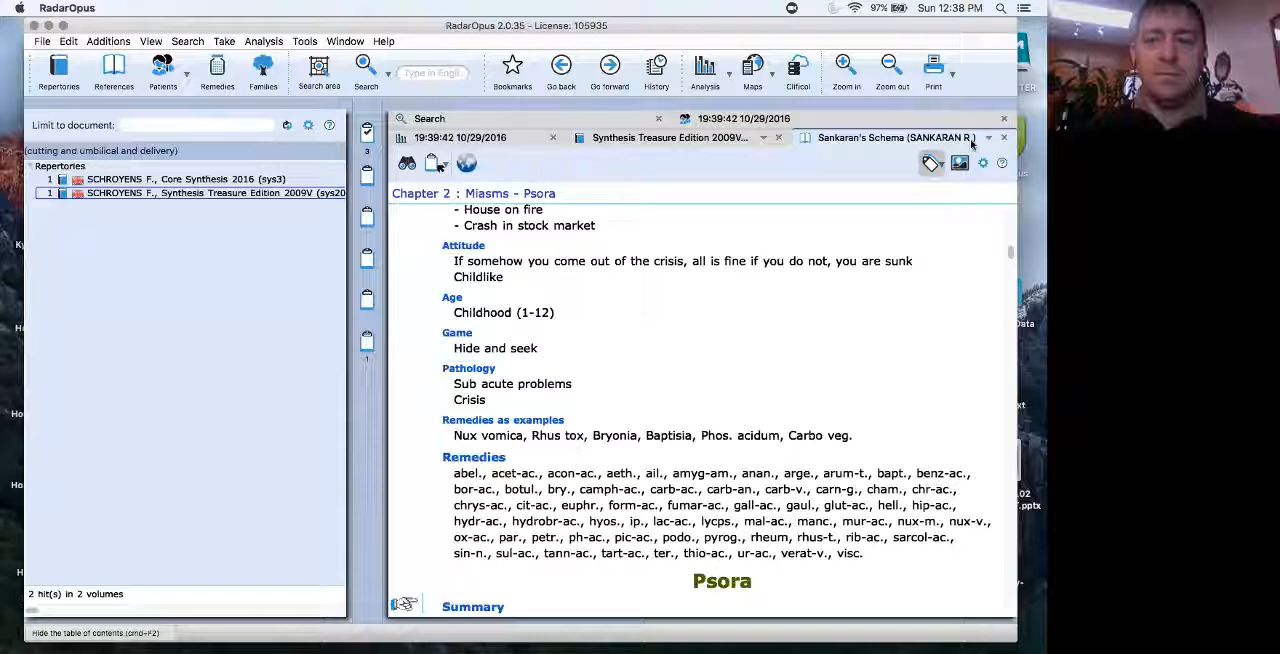 RadarOpus
97%
Sun 12:38 PM
RadarOpus 2.0.35 - License: 105935
File Edit Additions View Search Take Analysis Tools Window Help
Type in Engli.
Repertories References Patients Remedies Families Search area Search Bookmarks Go back Go forward History Analysis Maps Clificol Zoom in Zoom out Print
Limit to document:
(cutting and umbilical and delivery)
Repertories
1 SCHROYENS F., Core Synthesis 2016 (sys3)
1 SCHROYENS F., Synthesis Treasure Edition 2009V (sys20
2 hit(s) in 2 volumes
Hide the table of contents (cmd+F2)
3
1
Search
19:39:42 10/29/2016
19:39:42 10/29/2016
Synthesis Treasure Edition 2009V...
Sankaran's Schema (SANKARAN R.)
Chapter 2 : Miasms - Psora
- House on fire
- Crash in stock market
Attitude
If somehow you come out of the crisis, all is fine if you do not, you are sunk
Childlike
Age
Childhood (1-12)
Game
Hide and seek
Pathology
Sub acute problems
Crisis
Remedies as examples
Nux vomica, Rhus tox, Bryonia, Baptisia, Phos. acidum, Carbo veg.
Remedies
abel., acet-ac., acon-ac., aeth., ail., amyg-am., anan., arge., arum-t., bapt., benz-ac.,
bor-ac., botul., bry., camph-ac., carb-ac., carb-an., carb-v., carn-g., cham., chr-ac.,
chrys-ac., cit-ac., euphr., form-ac., fumar-ac., gall-ac., gaul., glut-ac., hell., hip-ac.,
hydr-ac., hydrobr-ac., hyos., ip., lac-ac., lycps., mal-ac., manc., mur-ac., nux-m., nux-v.,
ox-ac., par., petr., ph-ac., pic-ac., podo., pyrog., rheum, rhus-t., rib-ac., sarcol-ac.,
sin-n., sul-ac., tann-ac., tart-ac., ter., thio-ac., ur-ac., verat-v., visc.
Psora
Summary
TER
Data
.02
.pptx